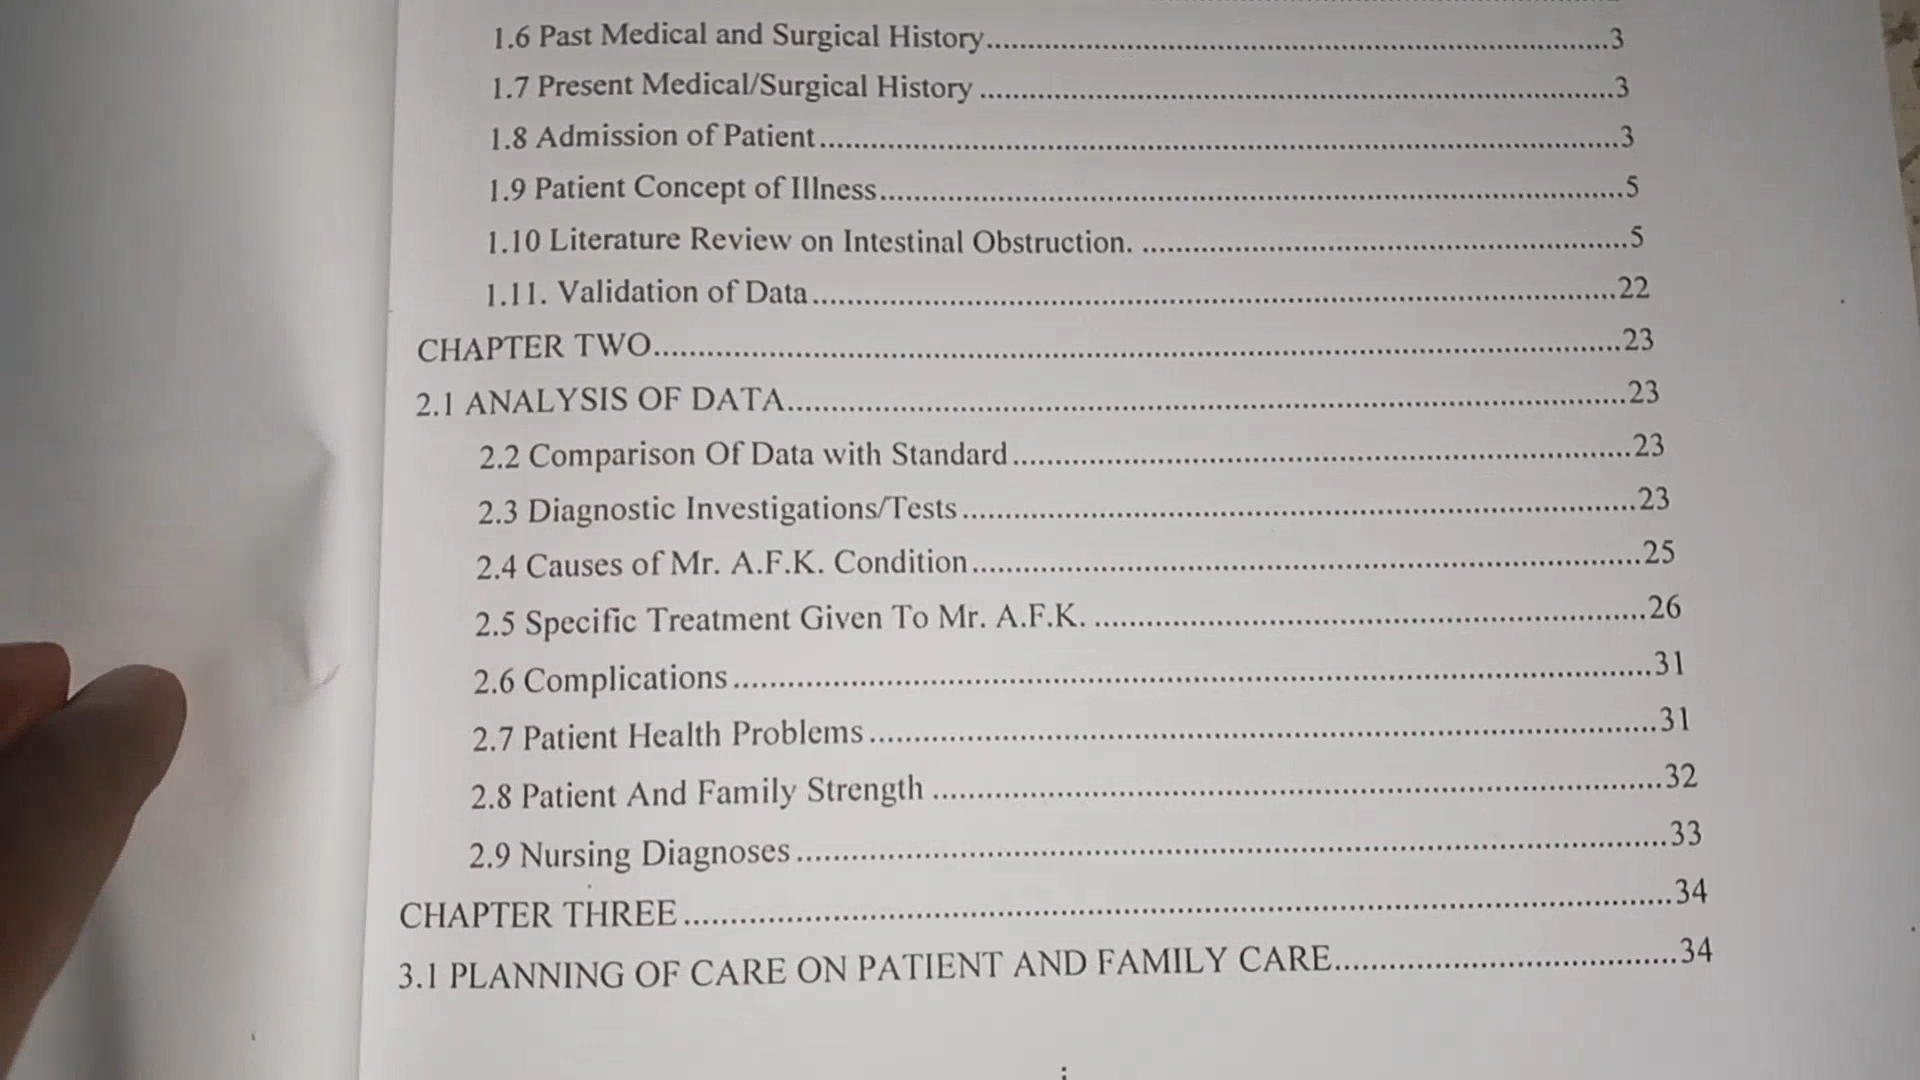 1.6 Past Medical and Surgical History..........3
1.7 Present Medical/Surgical History ..........3
1.8 Admission of Patient..........3
1.9 Patient Concept of Illness..........5
1.10 Literature Review on Intestinal Obstruction. ..........5
1.11. Validation of Data..........22
CHAPTER TWO..........23
2.1 ANALYSIS OF DATA..........23
2.2 Comparison Of Data with Standard..........23
2.3 Diagnostic Investigations/Tests..........23
2.4 Causes of Mr. A.F.K. Condition..........25
2.5 Specific Treatment Given To Mr. A.F.K. ..........26
2.6 Complications..........31
2.7 Patient Health Problems..........31
2.8 Patient And Family Strength ..........32
2.9 Nursing Diagnoses..........33
CHAPTER THREE..........34
3.1 PLANNING OF CARE ON PATIENT AND FAMILY CARE..........34